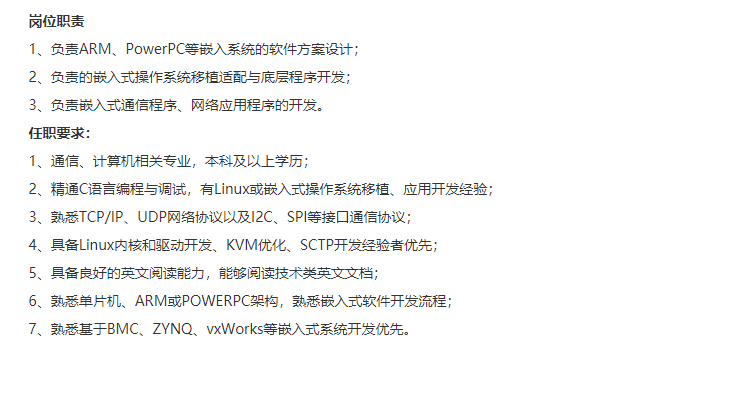 岗位职责
1、负责ARM、PowerPC等嵌入系统的软件方案设计；
2、负责的嵌入式操作系统移植适配与底层程序开发；
3、负责嵌入式通信程序、网络应用程序的开发。
任职要求：
1、通信、计算机相关专业，本科及以上学历；
2、精通C语言编程与调试，有Linux或嵌入式操作系统移植、应用开发经验；
3、熟悉TCP/IP、UDP网络协议以及I2C、SPI等接口通信协议；
4、具备Linux内核和驱动开发、KVM优化、SCTP开发经验者优先；
5、具备良好的英文阅读能力，能够阅读技术类英文文档；
6、熟悉单片机、ARM或POWERPC架构，熟悉嵌入式软件开发流程；
7、熟悉基于BMC、ZYNQ、vxWorks等嵌入式系统开发优先。